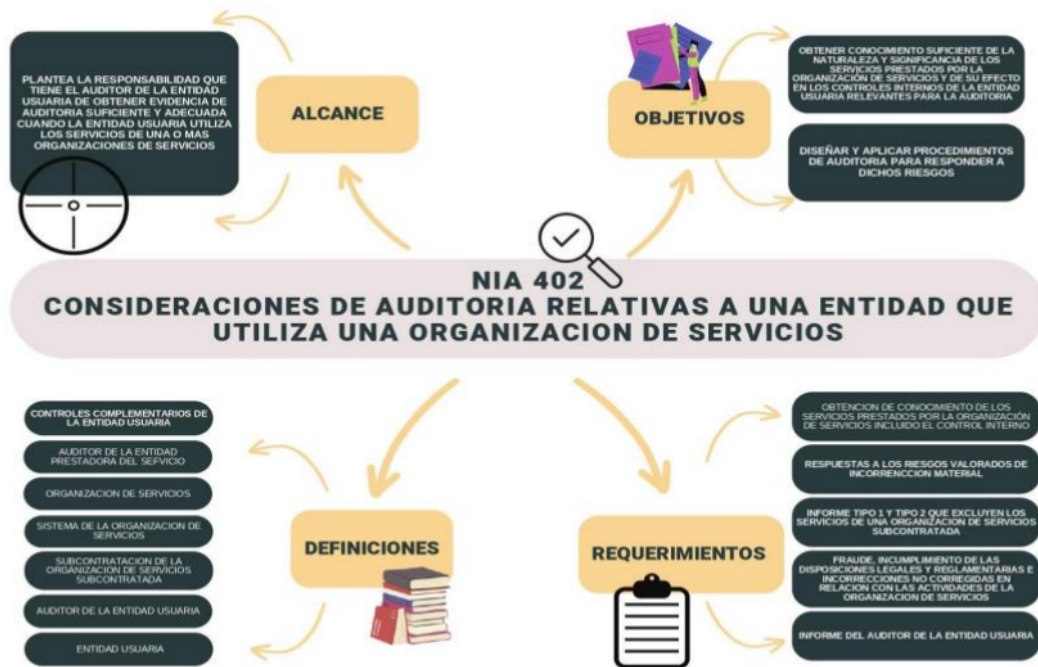 PLANTEA LA RESPONSABILIDAD QUE
TIENE EL AUDITOR DE LA ENTIDAD
USUARIA DE OBTENER EVIDENCIA DE
AUDITORIA SUFICIENTE Y ADECUADA
CUANDO LA ENTIDAD USUARIA UTILIZA
LOS SERVICIOS DE UNA O MAS
ORGANIZACIONES DE SERVICIOS
ALCANCE
OBJETIVOS
OBTENER CONOCIMIENTO SUFICIENTE DE LA
NATURALEZA Y SIGNIFICANCIA DE LOS
SERVICIOS PRESTADOS POR LA
ORGANIZACIÓN DE SERVICIOS Y DE SU EFECTO
EN LOS CONTROLES INTERNOS DE LA ENTIDAD
USUARIA RELEVANTES PARA LA AUDITORIA
DISEÑAR Y APLICAR PROCEDIMIENTOS
DE AUDITORIA PARA RESPONDER A
DICHOS RIESGOS
NIA 402
CONSIDERACIONES DE AUDITORIA RELATIVAS A UNA ENTIDAD QUE
UTILIZA UNA ORGANIZACION DE SERVICIOS
CONTROLES COMPLEMENTARIOS DE
LA ENTIDAD USUARIA
AUDITOR DE LA ENTIDAD
PRESTADORA DEL SEFVICIO
ORGANIZACION DE SERVICIOS
SISTEMA DE LA ORGANIZACION DE
SERVICIOS
SUBCONTRATACION DE LA
ORGANIZACION DE SERVICIOS
SUBCONTRATADA
AUDITOR DE LA ENTIDAD USUARIA
ENTIDAD USUARIA
DEFINICIONES
REQUERIMIENTOS
OBTENCION DE CONOCIMIENTO DE LOS
SERVICIOS PRESTADOS POR LA ORGANIZACIÓN
DE SERVICIOS INCLUIDO EL CONTROL INTERNO
RESPUESTAS A LOS RIESGOS VALORADOS DE
INCORRENCCION MATERIAL
INFORME TIPO 1 Y TIPO 2 QUE EXCLUYEN LOS
SERVICIOS DE UNA ORGANIZACION DE SERVICIOS
SUBCONTRATADA
FRAUDE, INCUMPLIMIENTO DE LAS
DISPOSICIONES LEGALES Y REGLAMENTARIAS E
INCORRECCIONES NO CORREGIDAS EN
RELACION CON LAS ACTIVIDADES DE LA
ORGANIZACION DE SERVICIOS
INFORME DEL AUDITOR DE LA ENTIDAD USUARIA